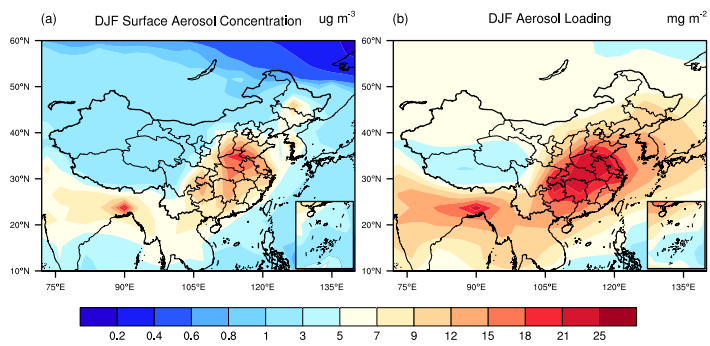 (a) DJF Surface Aerosol Concentration ug m-3
(b) DJF Aerosol Loading mg m-2
60°N 60°N
50°N 50°N
40°N 40°N
30°N 30°N
20°N 20°N
10°N 10°N
75°E 90°E 105°E 120°E 135°E 75°E 90°E 105°E 120°E 135°E
0.2 0.4 0.6 0.8 1 3 5 7 9 12 15 18 21 25